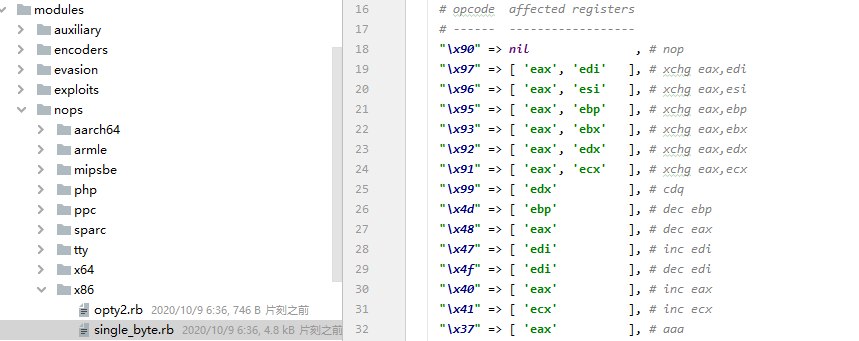 modules
auxiliary
encoders
evasion
exploits
nops
aarch64
armle
mipsbe
php
ppc
sparc
tty
x64
x86
opty2.rb 2020/10/9 6:36, 746 B 片刻之前
single_byte.rb 2020/10/9 6:36, 4.8 kB 片刻之前
16 # opcode  affected registers
17 # ------  ------------------
18 "\x90" => nil              , # nop
19 "\x97" => [ 'eax', 'edi'   ], # xchg eax,edi
20 "\x96" => [ 'eax', 'esi'   ], # xchg eax,esi
21 "\x95" => [ 'eax', 'ebp'   ], # xchg eax,ebp
22 "\x93" => [ 'eax', 'ebx'   ], # xchg eax,ebx
23 "\x92" => [ 'eax', 'edx'   ], # xchg eax,edx
24 "\x91" => [ 'eax', 'ecx'   ], # xchg eax,ecx
25 "\x99" => [ 'edx'          ], # cdq
26 "\x4d" => [ 'ebp'          ], # dec ebp
27 "\x48" => [ 'eax'          ], # dec eax
28 "\x47" => [ 'edi'          ], # inc edi
29 "\x4f" => [ 'edi'          ], # dec edi
30 "\x40" => [ 'eax'          ], # inc eax
31 "\x41" => [ 'ecx'          ], # inc ecx
32 "\x37" => [ 'eax'          ], # aaa